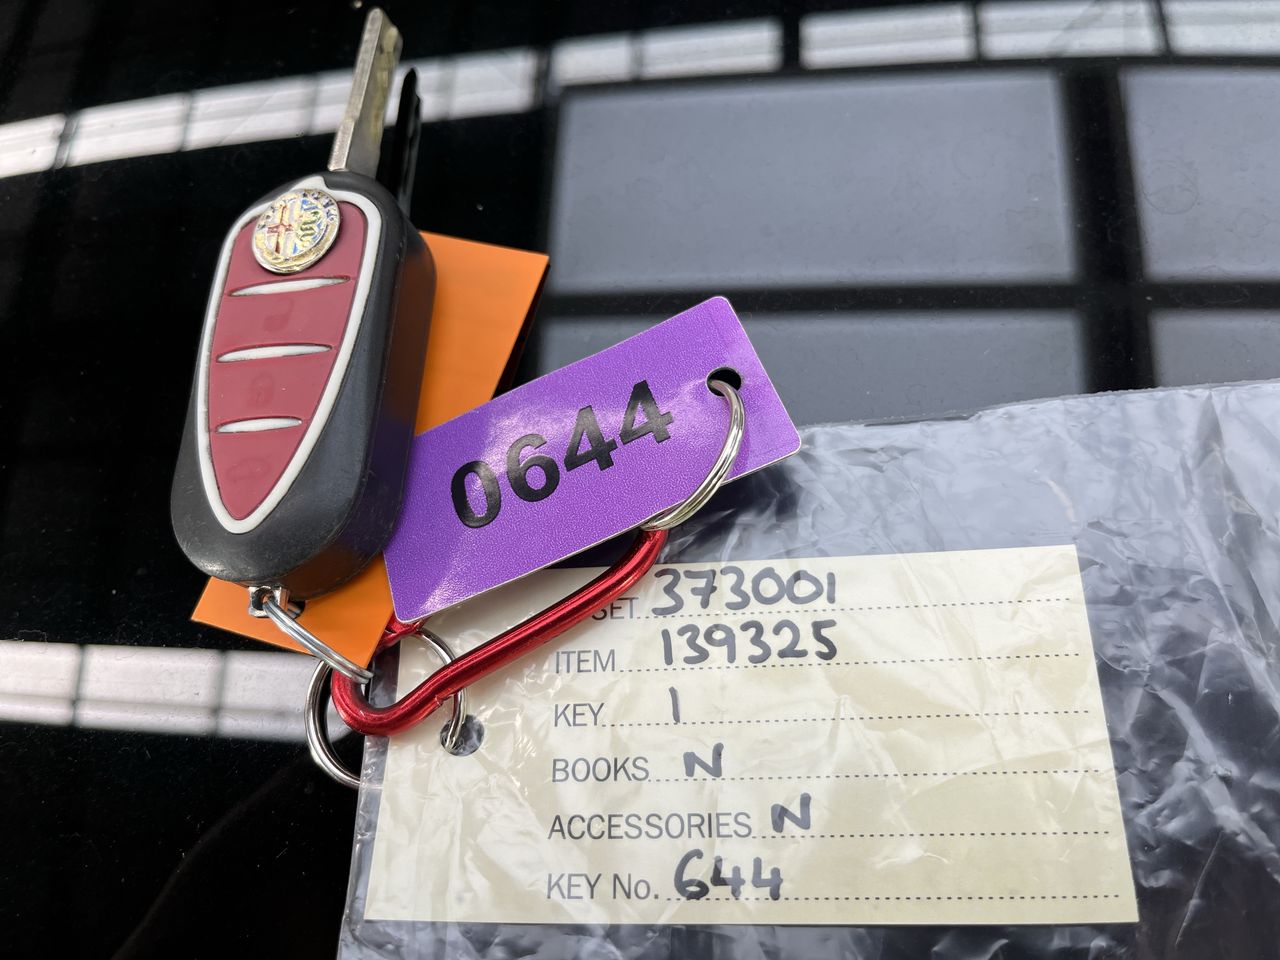 0644
SET 373001
ITEM 139325
KEY 1
BOOKS N
ACCESSORIES N
KEY No. 644